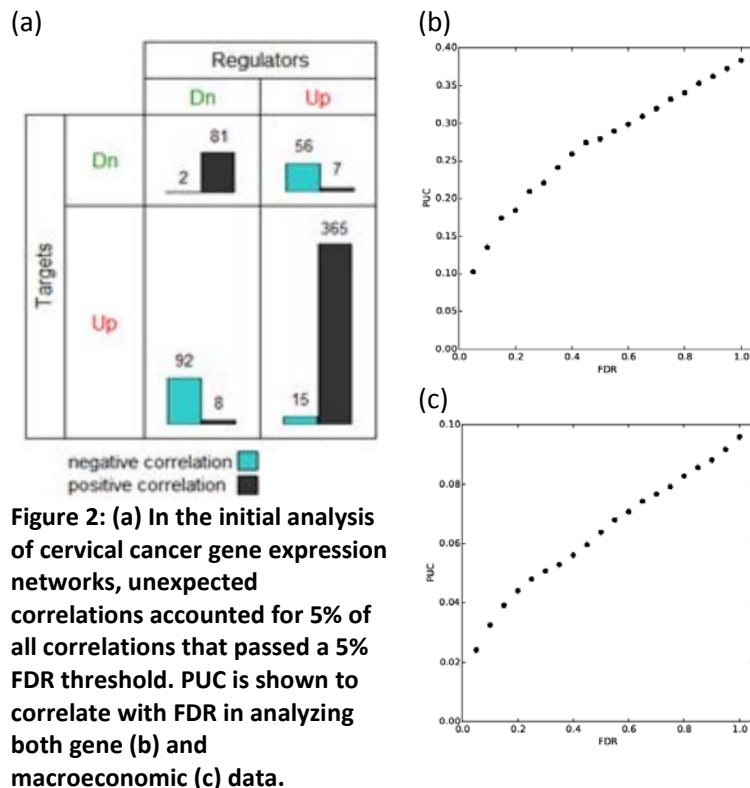 (a)
Regulators
Dn Up
Targets
Dn
2 81
56 7
Up
92 8
15 365
negative correlation
positive correlation
Figure 2: (a) In the initial analysis
of cervical cancer gene expression
networks, unexpected
correlations accounted for 5% of
all correlations that passed a 5%
FDR threshold. PUC is shown to
correlate with FDR in analyzing
both gene (b) and
macroeconomic (c) data.
(b)
0.40
0.35
0.30
0.25
0.20
0.15
0.10
0.05
0.00
PUC
0.0 0.2 0.4 0.6 0.8 1.0
FDR
(c)
0.10
0.08
0.06
0.04
0.02
0.00
PUC
0.0 0.2 0.4 0.6 0.8 1.0
FDR